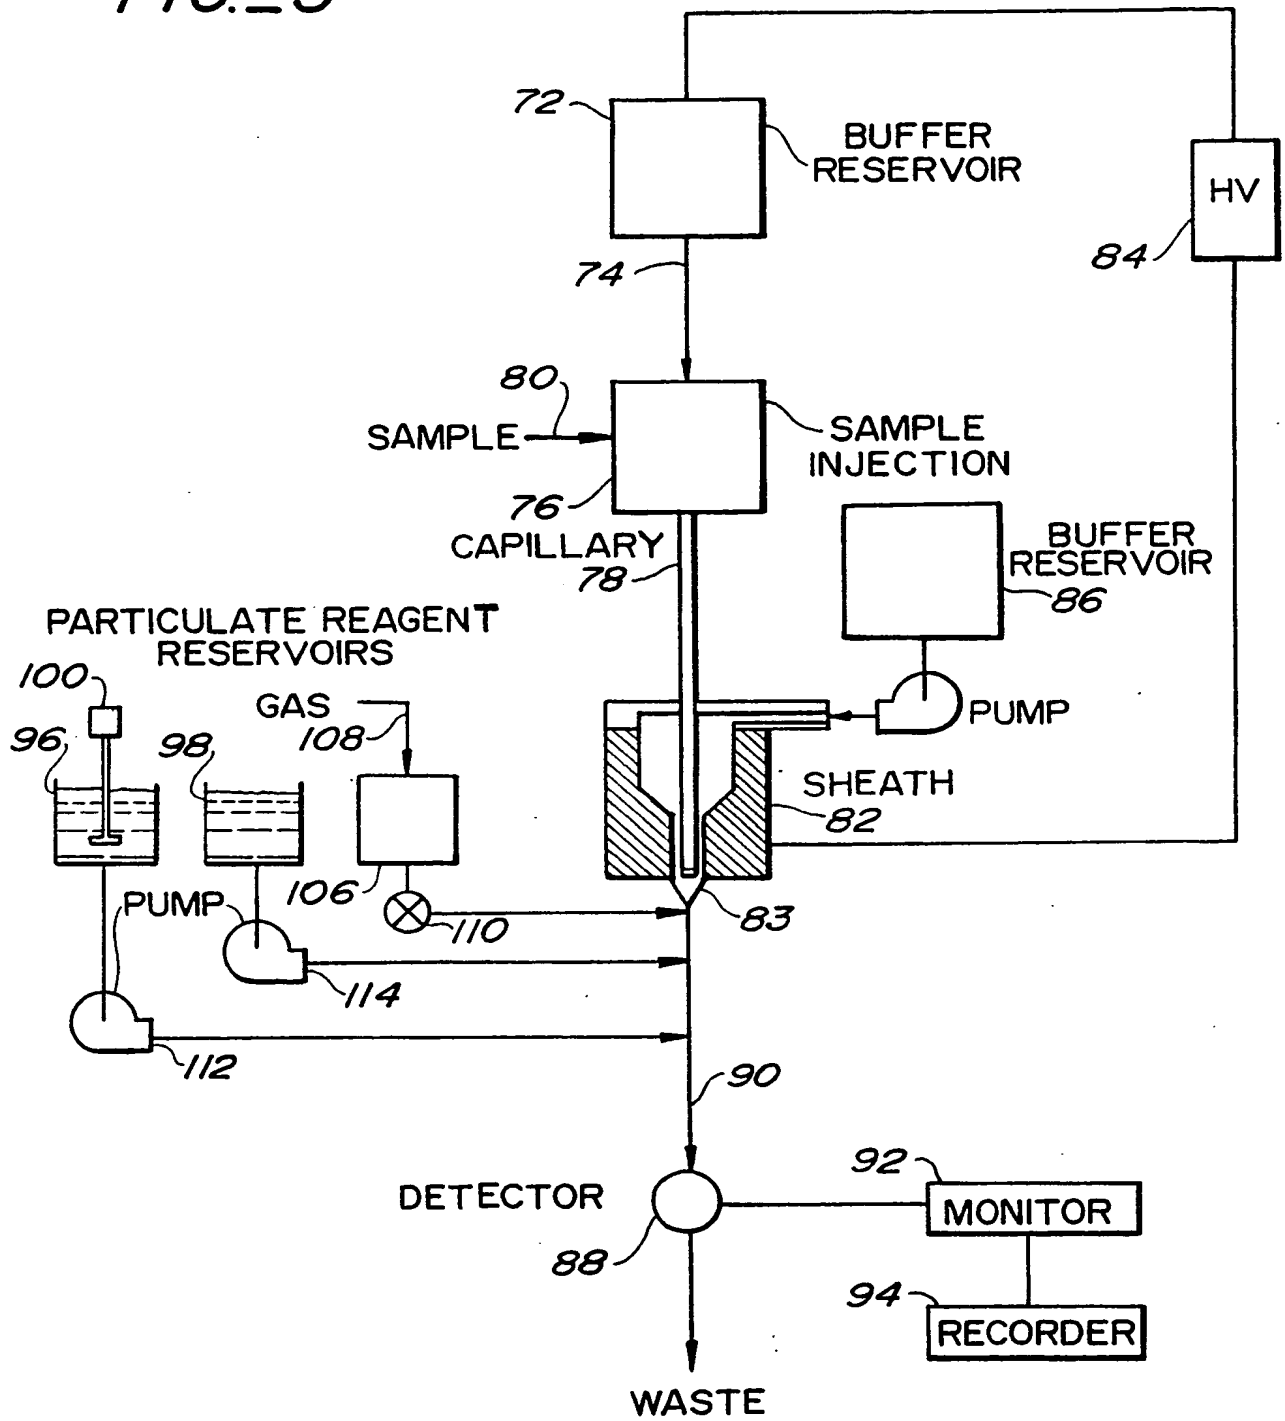 72
BUFFER
RESERVOIR
HV
84
74
80
SAMPLE
SAMPLE
INJECTION
76
CAPILLARY
78
BUFFER
RESERVOIR
86
PARTICULATE REAGENT
RESERVOIRS
100
GAS
108
PUMP
96
98
SHEATH
82
106
PUMP
110
83
114
112
90
DETECTOR
92
MONITOR
88
94
RECORDER
WASTE